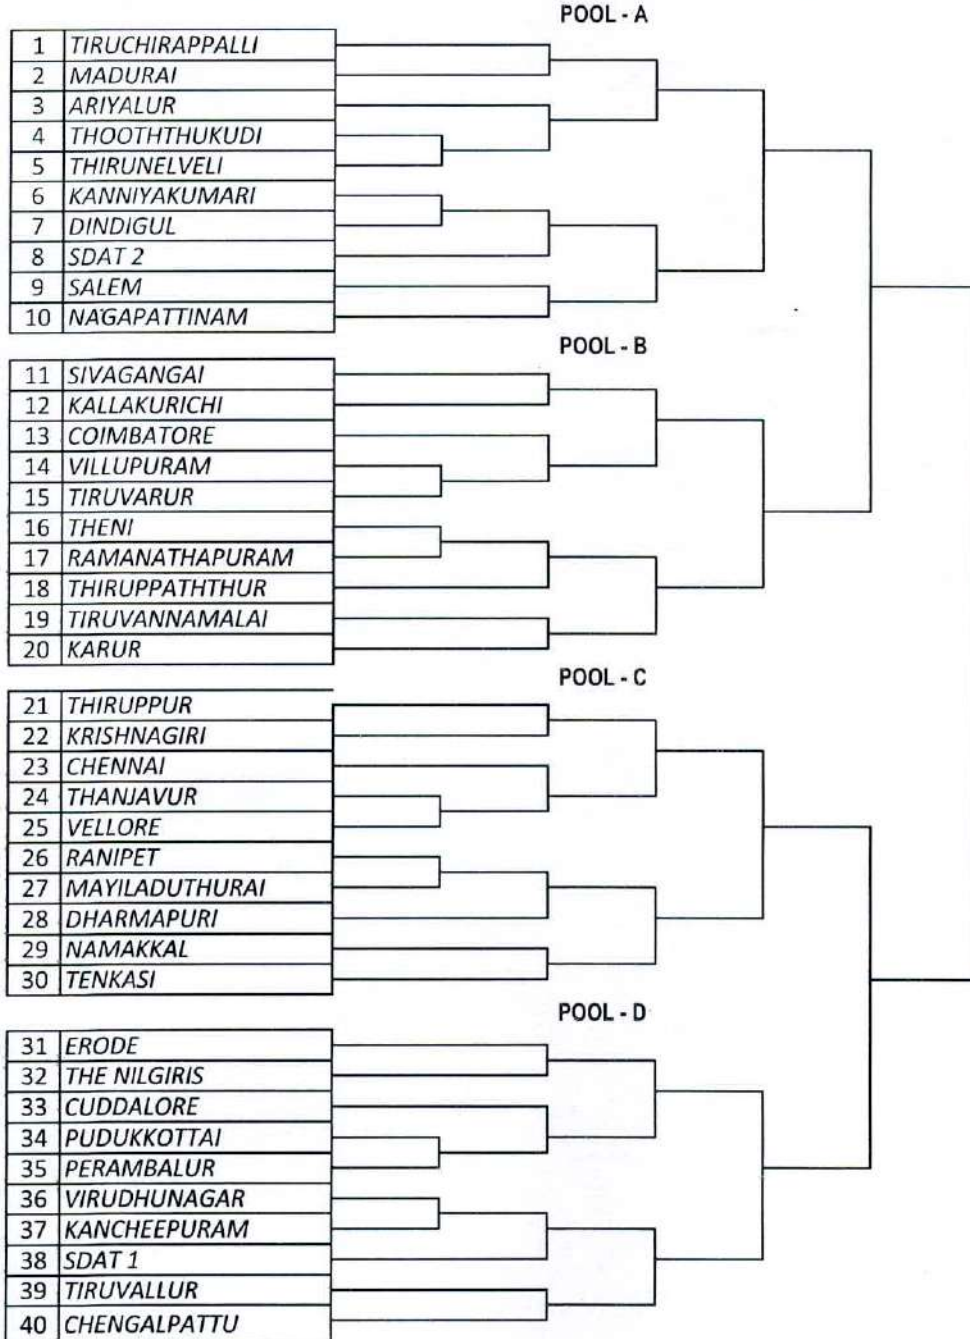 POOL - A
1 TIRUCHIRAPPALLI
2 MADURAI
3 ARIYALUR
4 THOOTHTHUKUDI
5 THIRUNELVELI
6 KANNIYAKUMARI
7 DINDIGUL
8 SDAT 2
9 SALEM
10 NAGAPATTINAM
POOL - B
11 SIVAGANGAI
12 KALLAKURICHI
13 COIMBATORE
14 VILLUPURAM
15 TIRUVARUR
16 THENI
17 RAMANATHAPURAM
18 THIRUPPATHTHUR
19 TIRUVANNAMALAI
20 KARUR
POOL - C
21 THIRUPPUR
22 KRISHNAGIRI
23 CHENNAI
24 THANJAVUR
25 VELLORE
26 RANIPET
27 MAYILADUTHURAI
28 DHARMAPURI
29 NAMAKKAL
30 TENKASI
POOL - D
31 ERODE
32 THE NILGIRIS
33 CUDDALORE
34 PUDUKKOTTAI
35 PERAMBALUR
36 VIRUDHUNAGAR
37 KANCHEEPURAM
38 SDAT 1
39 TIRUVALLUR
40 CHENGALPATTU